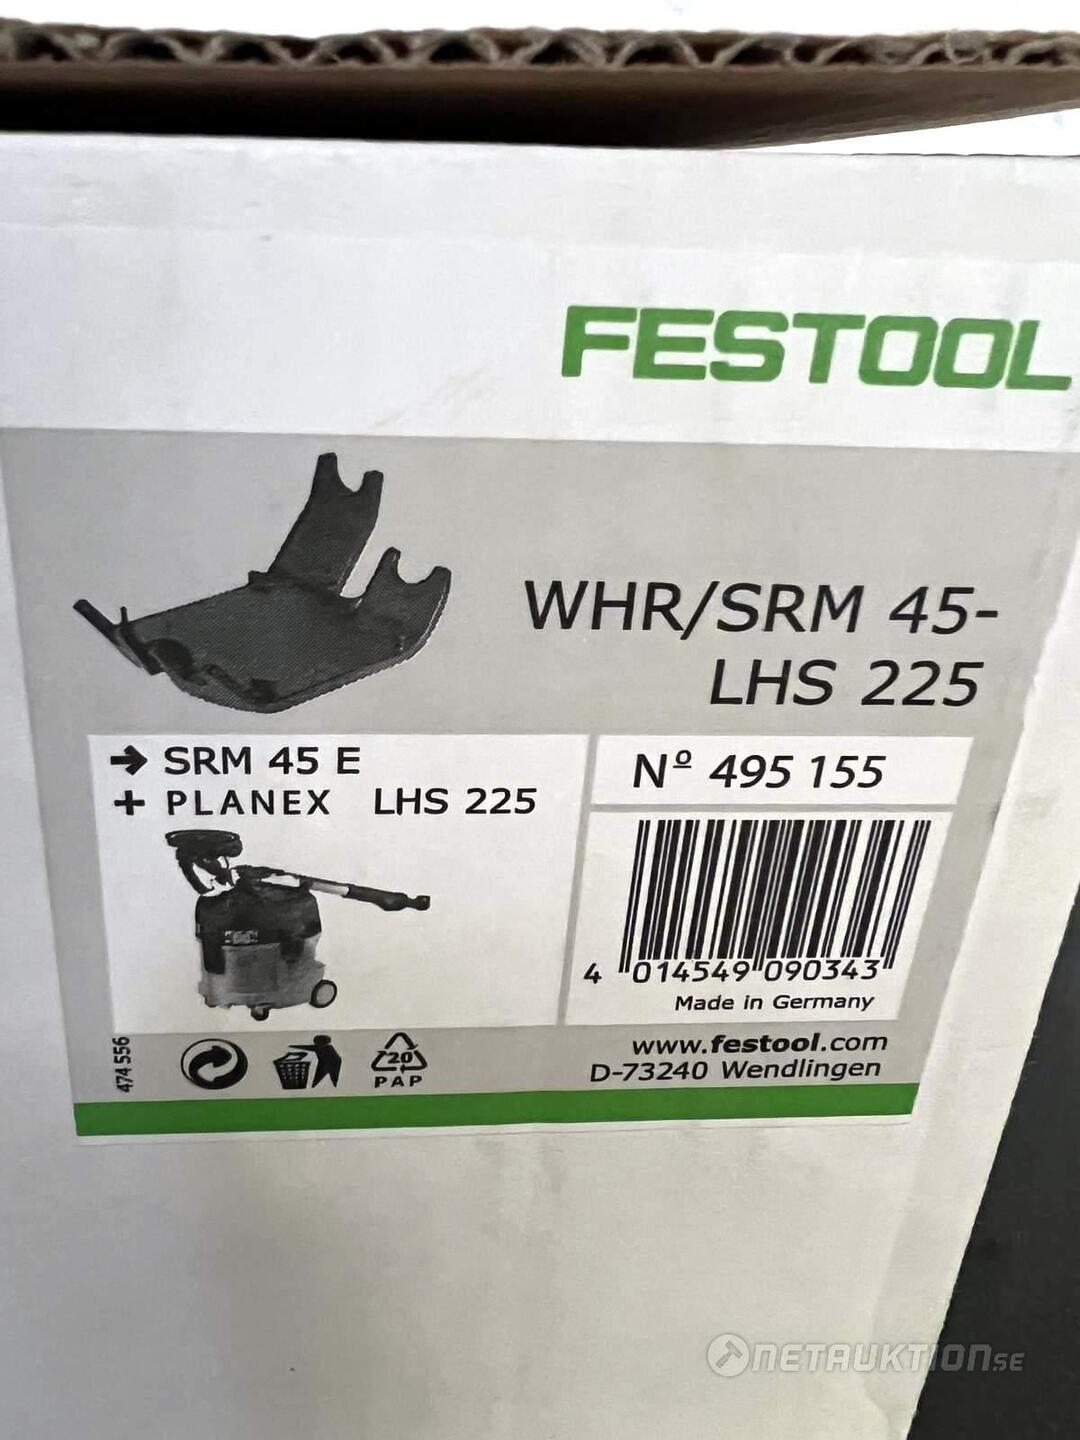 FESTOOL
WHR/SRM 45-
LHS 225
→ SRM 45 E
+ PLANEX LHS 225
Nº 495 155
4 014549 090343
Made in Germany
www.festool.com
D-73240 Wendlingen
474 556
20
PAP
NETAUKTION.SE